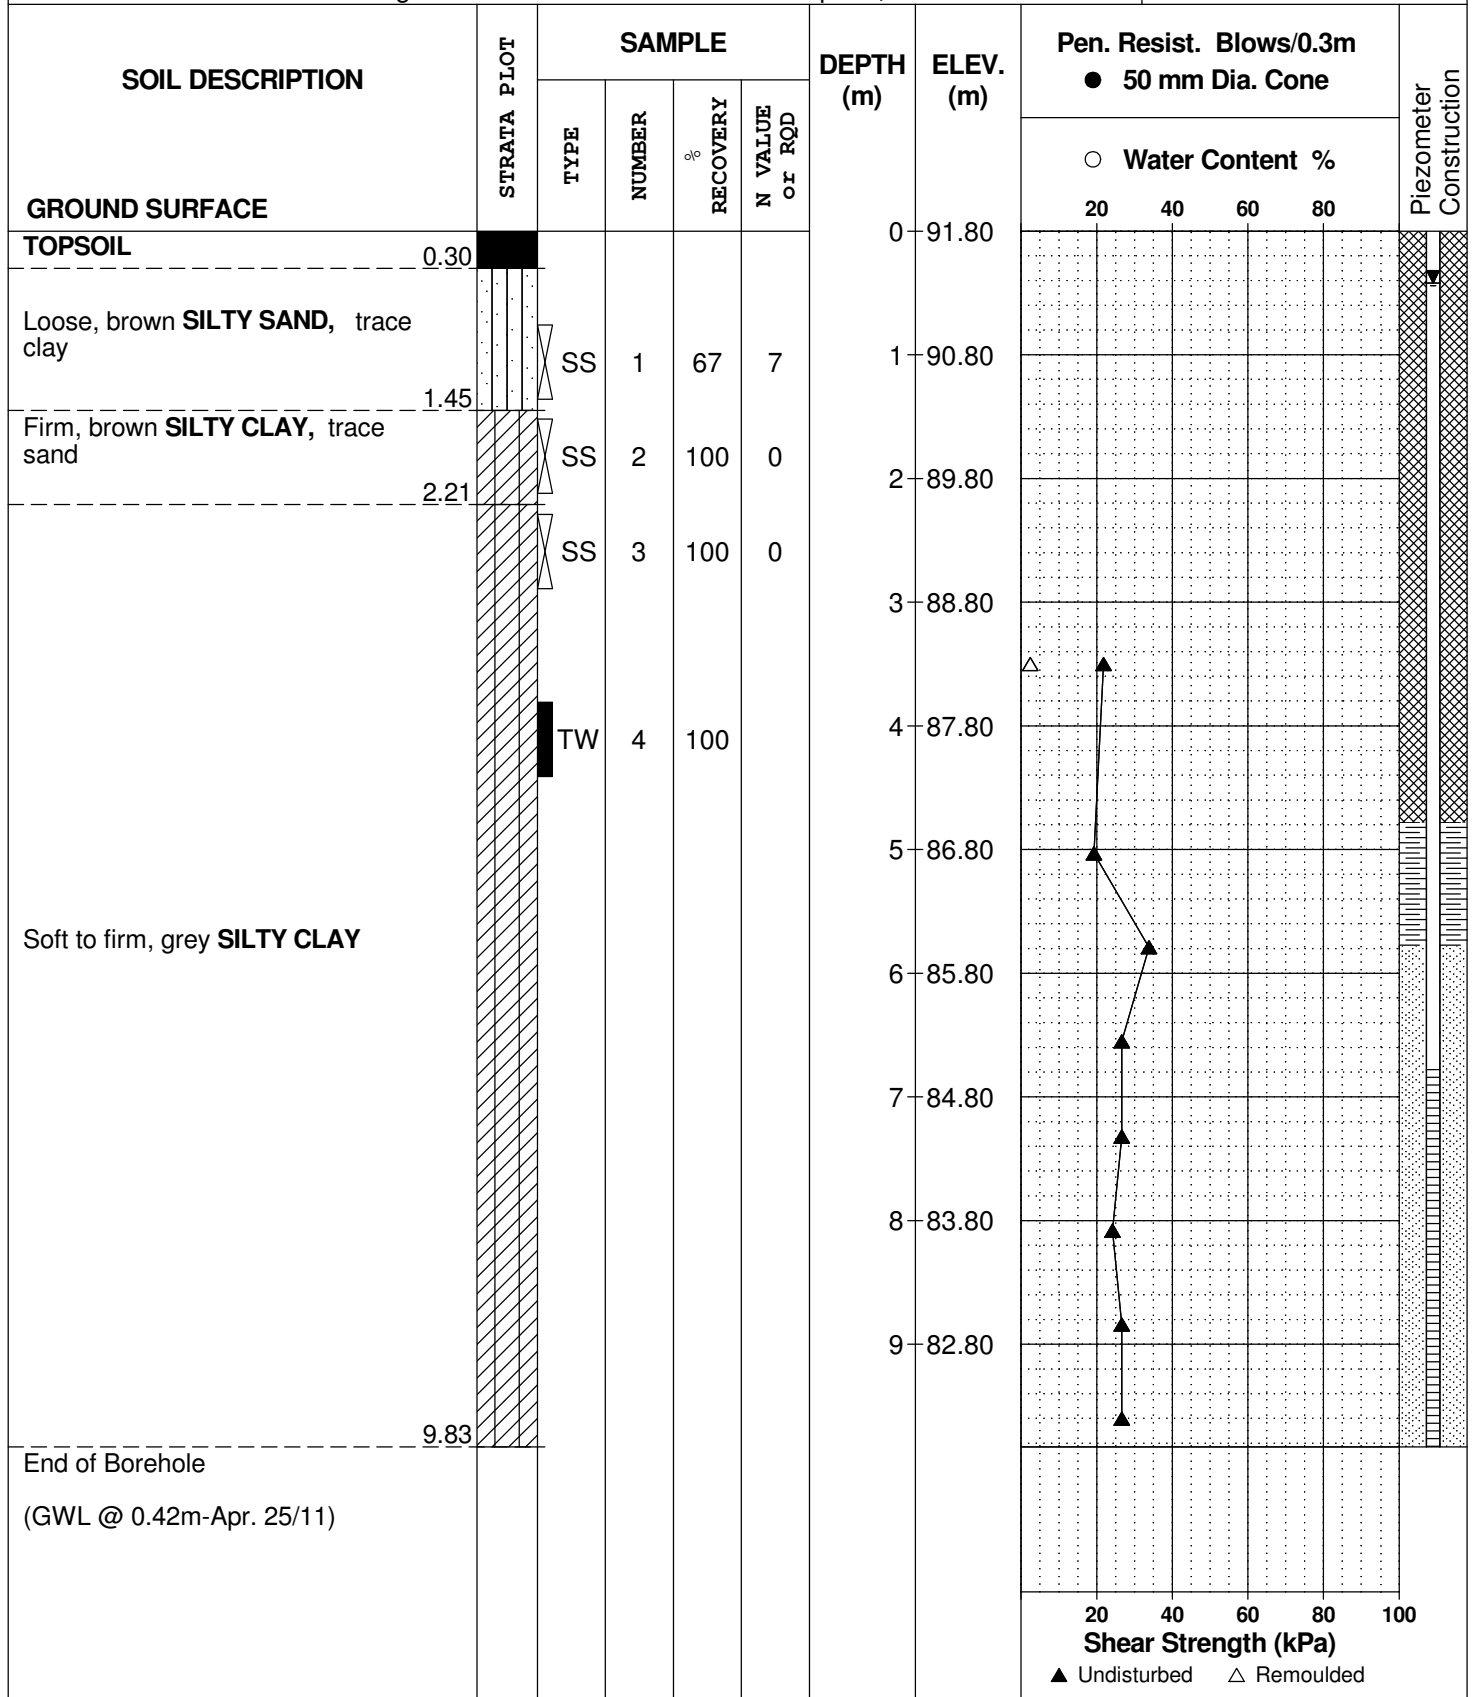 SOIL DESCRIPTION
GROUND SURFACE
STRATA PLOT
SAMPLE
TYPE
NUMBER
%
RECOVERY
N VALUE
or RQD
DEPTH
(m)
ELEV.
(m)
Pen. Resist. Blows/0.3m
● 50 mm Dia. Cone
○ Water Content %
20 40 60 80
Piezometer
Construction
TOPSOIL
0.30
0 91.80
Loose, brown SILTY SAND, trace
clay
1.45
SS 1 67 7
1 90.80
Firm, brown SILTY CLAY, trace
sand
2.21
SS 2 100 0
2 89.80
SS 3 100 0
3 88.80
TW 4 100
4 87.80
5 86.80
Soft to firm, grey SILTY CLAY
6 85.80
7 84.80
8 83.80
9 82.80
9.83
End of Borehole
(GWL @ 0.42m-Apr. 25/11)
20 40 60 80 100
Shear Strength (kPa)
▲ Undisturbed △ Remoulded